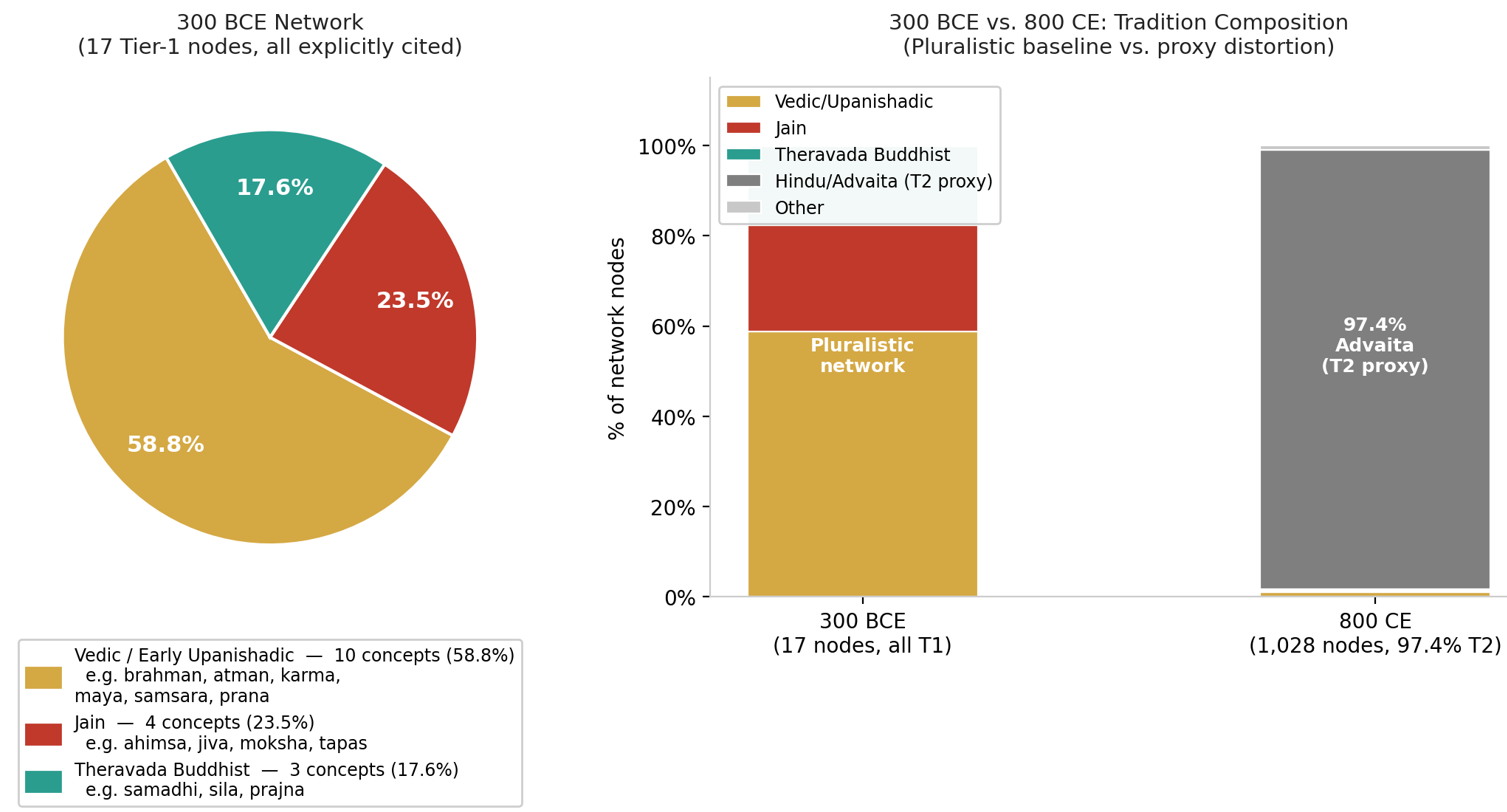 300 BCE Network
(17 Tier-1 nodes, all explicitly cited)
17.6%
23.5%
58.8%
Vedic / Early Upanishadic — 10 concepts (58.8%)
e.g. brahman, atman, karma,
maya, samsara, prana
Jain — 4 concepts (23.5%)
e.g. ahimsa, jiva, moksha, tapas
Theravada Buddhist — 3 concepts (17.6%)
e.g. samadhi, sila, prajna
300 BCE vs. 800 CE: Tradition Composition
(Pluralistic baseline vs. proxy distortion)
Vedic/Upanishadic
Jain
Theravada Buddhist
Hindu/Advaita (T2 proxy)
Other
% of network nodes
100%
80%
60%
40%
20%
0%
Pluralistic
network
97.4%
Advaita
(T2 proxy)
300 BCE
(17 nodes, all T1)
800 CE
(1,028 nodes, 97.4% T2)